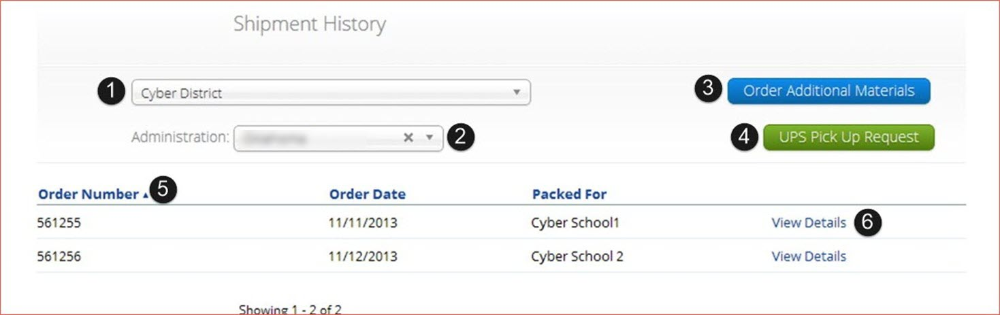 Shipment History
1 Cyber District 3 Order Additional Materials
Administration: 2 4 UPS Pick Up Request
Order Number 5 Order Date Packed For
561255 11/11/2013 Cyber School1 View Details 6
561256 11/12/2013 Cyber School 2 View Details
Showing 1 - 2 of 2